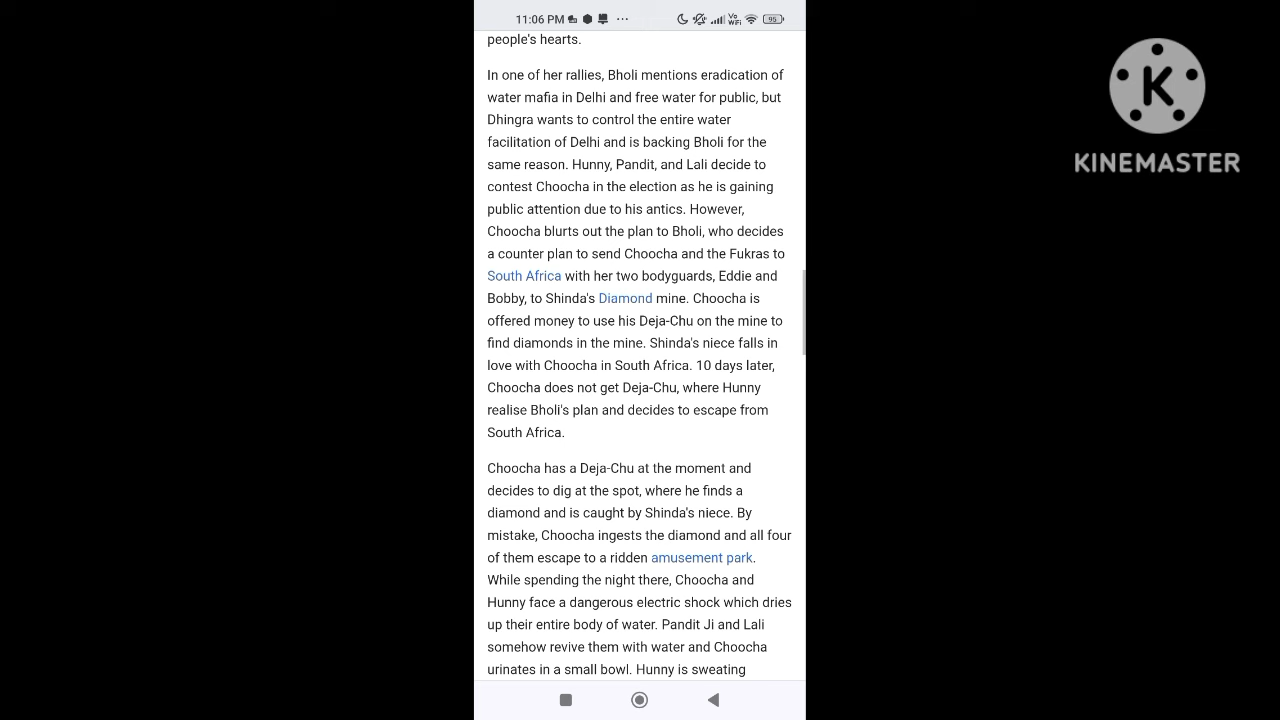 11:06 PM
Vo
WiFi
95
K
KINEMASTER
people's hearts.
In one of her rallies, Bholi mentions eradication of
water mafia in Delhi and free water for public, but
Dhingra wants to control the entire water
facilitation of Delhi and is backing Bholi for the
same reason. Hunny, Pandit, and Lali decide to
contest Choocha in the election as he is gaining
public attention due to his antics. However,
Choocha blurts out the plan to Bholi, who decides
a counter plan to send Choocha and the Fukras to
South Africa with her two bodyguards, Eddie and
Bobby, to Shinda's Diamond mine. Choocha is
offered money to use his Deja-Chu on the mine to
find diamonds in the mine. Shinda's niece falls in
love with Choocha in South Africa. 10 days later,
Choocha does not get Deja-Chu, where Hunny
realise Bholi's plan and decides to escape from
South Africa.
Choocha has a Deja-Chu at the moment and
decides to dig at the spot, where he finds a
diamond and is caught by Shinda's niece. By
mistake, Choocha ingests the diamond and all four
of them escape to a ridden amusement park.
While spending the night there, Choocha and
Hunny face a dangerous electric shock which dries
up their entire body of water. Pandit Ji and Lali
somehow revive them with water and Choocha
urinates in a small bowl. Hunny is sweating